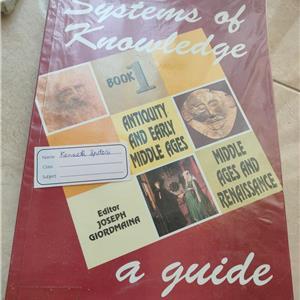 Systems of
Knowledge
BOOK 1
ANTIQUITY
AND EARLY
MIDDLE AGES
Name
Class
Subject
MIDDLE
AGES AND
RENAISSANCE
Editor
JOSEPH
GIORDMAINA
a guide